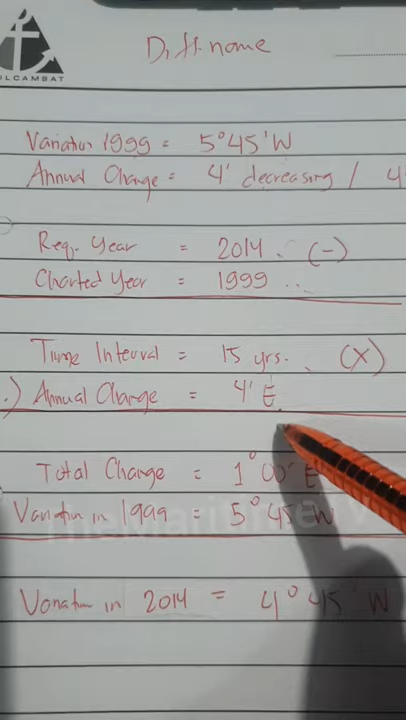 ULCAMBAT
Diff. name
Variation 1999 = 5°45'W
Annual Change = 4' decreasing / 4
Req. Year = 2014 (-)
Charted Year = 1999
Time Interval = 15 yrs. (x)
.) Annual Change = 4'E
Total Change = 1°00' E
Variation in 1999 = 5°45' W
Variation in 2014 = 4°45' W